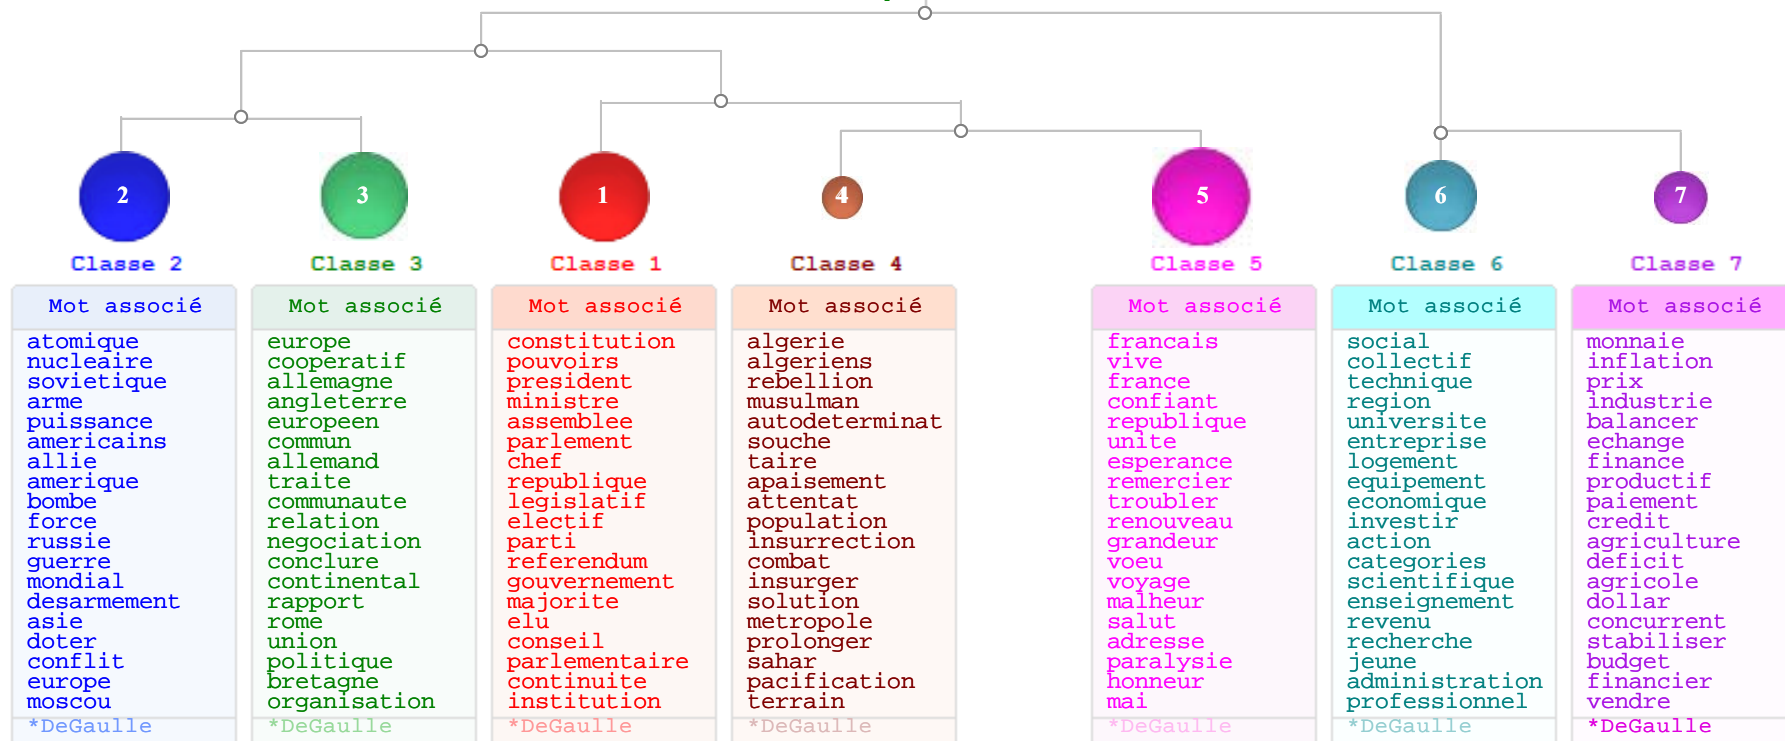 2
3
1
4
5
6
7
Classe 2
Classe 3
Classe 1
Classe 4
Classe 5
Classe 6
Classe 7
Mot associé
atomique
nucleaire
sovietique
arme
puissance
americains
allie
amerique
bombe
force
russie
guerre
mondial
desarmement
asie
doter
conflit
europe
moscou
*DeGaulle
Mot associé
europe
cooperatif
allemagne
angleterre
europeen
commun
allemand
traite
communaute
relation
negociation
conclure
continental
rapport
rome
union
politique
bretagne
organisation
*DeGaulle
Mot associé
constitution
pouvoirs
president
ministre
assemblee
parlement
chef
republique
legislatif
electif
parti
referendum
gouvernement
majorite
elu
conseil
parlementaire
continuite
institution
*DeGaulle
Mot associé
algerie
algeriens
rebellion
musulman
autodeterminat
souche
taire
apaisement
attentat
population
insurrection
combat
insurger
solution
metropole
prolonger
sahar
pacification
terrain
*DeGaulle
Mot associé
francais
vive
france
confiant
republique
unite
esperance
remercier
troubler
renouveau
grandeur
voeu
voyage
malheur
salut
adresse
paralysie
honneur
mai
*DeGaulle
Mot associé
social
collectif
technique
region
universite
entreprise
logement
equipement
economique
investir
action
categories
scientifique
enseignement
revenu
recherche
jeune
administration
professionnel
*DeGaulle
Mot associé
monnaie
inflation
prix
industrie
balancer
echange
finance
productif
paiement
credit
agriculture
deficit
agricole
dollar
concurrent
stabiliser
budget
financier
vendre
*DeGaulle